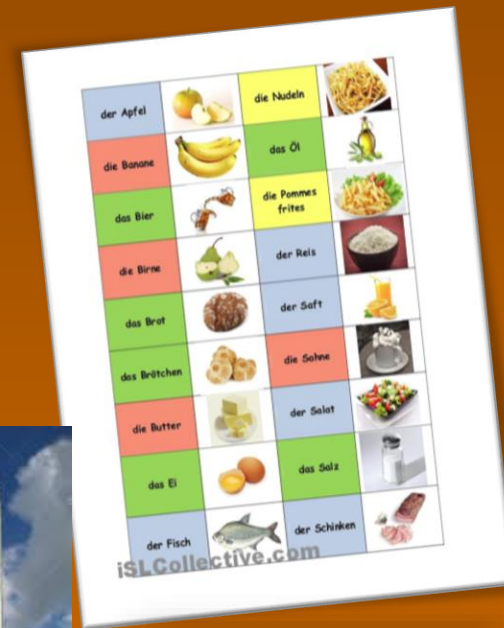 der Apfel
die Nudeln
die Banane
das Öl
das Bier
die Pommes
frites
die Birne
der Reis
das Brot
der Saft
das Brötchen
die Sahne
die Butter
der Salat
das Ei
das Salz
der Fisch
der Schinken
iSLCollective.com